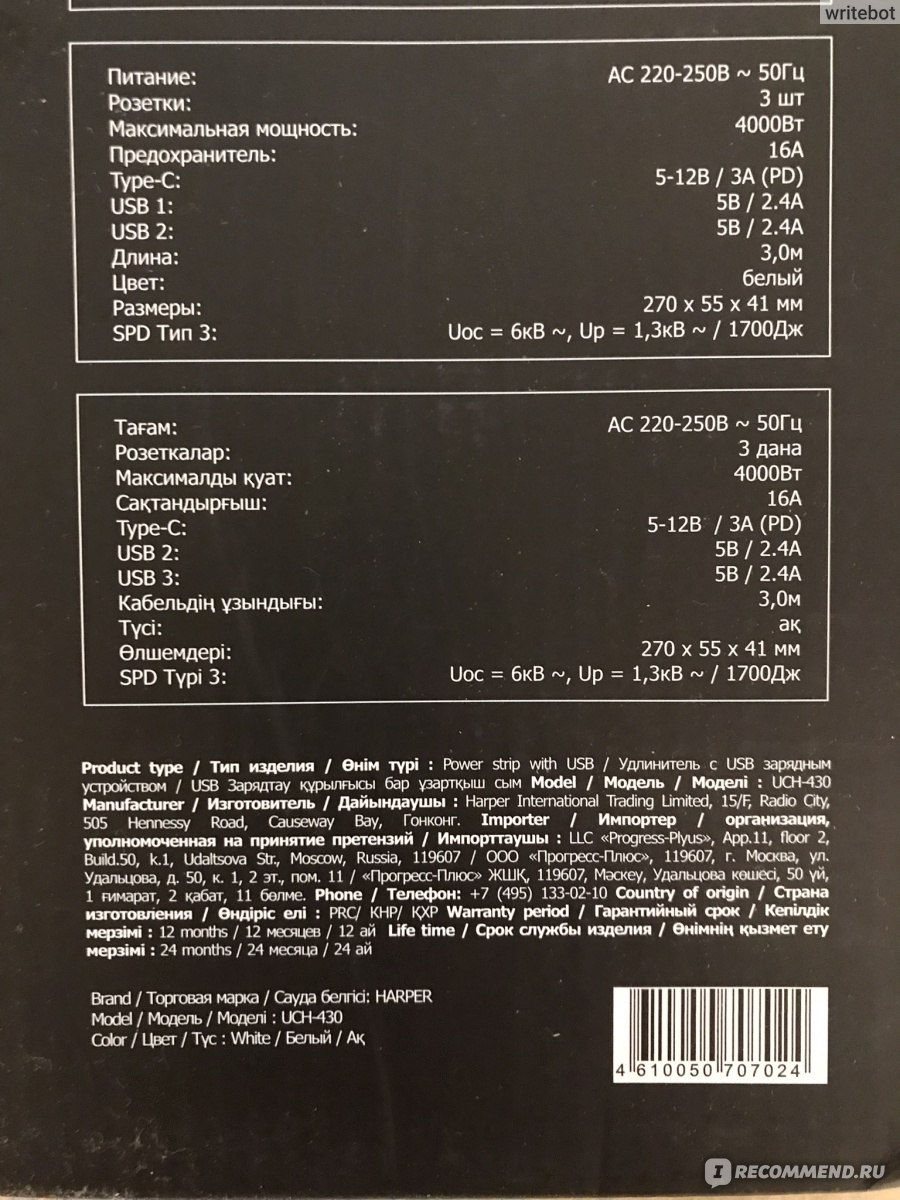 writebot
Питание: AC 220-250В ~ 50Гц
Розетки: 3 шт
Максимальная мощность: 4000Вт
Предохранитель: 16А
Type-C: 5-12В / 3А (PD)
USB 1: 5В / 2.4А
USB 2: 5В / 2.4А
Длина: 3,0м
Цвет: белый
Размеры: 270 x 55 x 41 мм
SPD Тип 3: Uoc = 6кВ ~, Up = 1,3кВ ~ / 1700Дж
Тағам: AC 220-250В ~ 50Гц
Розеткалар: 3 дана
Максималды қуат: 4000Вт
Сақтандырғыш: 16А
Type-C: 5-12В / 3А (PD)
USB 2: 5В / 2.4А
USB 3: 5В / 2.4А
Кабельдің ұзындығы: 3,0м
Түсі: ақ
Өлшемдері: 270 x 55 x 41 мм
SPD Түрі 3: Uoc = 6кВ ~, Up = 1,3кВ ~ / 1700Дж
Product type / Тип изделия / Өнім түрі : Power strip with USB / Удлинитель с USB зарядным
устройством / USB Зарядтау құрылғысы бар ұзартқыш сым Model / Модель / Моделі : UCH-430
Manufacturer / Изготовитель / Дайындаушы : Harper International Trading Limited, 15/F, Radio City,
505 Hennessy Road, Causeway Bay, Гонконг. Importer / Импортер / организация,
уполномоченная на принятие претензий / Импорттаушы : LLC «Progress-Plyus», App.11, floor 2,
Build.50, k.1, Udaltsova Str., Moscow, Russia, 119607 / ООО «Прогресс-Плюс», 119607, г. Москва, ул.
Удальцова, д. 50, к. 1, 2 эт., пом. 11 / «Прогресс-Плюс» ЖШҚ, 119607, Мәскеу, Удальцова көшесі, 50 үй,
1 ғимарат, 2 қабат, 11 бөлме. Phone / Телефон: +7 (495) 133-02-10 Country of origin / Страна
изготовления / Өндіріс елі : PRC/ КНР/ ҚХР Warranty period / Гарантийный срок / Кепілдік
мерзімі : 12 months / 12 месяцев / 12 ай Life time / Срок службы изделия / Өнімнің қызмет ету
мерзімі : 24 months / 24 месяца / 24 ай
Brand / Торговая марка / Сауда белгісі: HARPER
Model / Модель / Моделі : UCH-430
Color / Цвет / Түс : White / Белый / Ақ
4 610050 707024
IRECOMMEND.RU